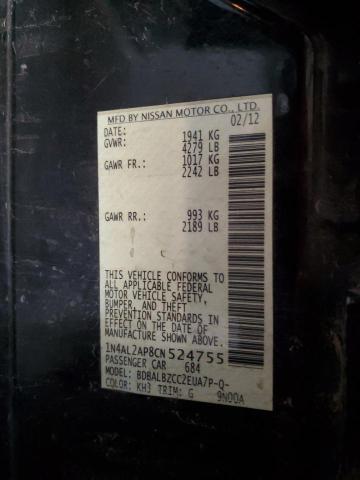 MFD BY NISSAN MOTOR CO., LTD.
DATE: 02/12
GVWR: 1941 KG
4279 LB
GAWR FR.: 1017 KG
2242 LB
GAWR RR.: 993 KG
2189 LB
THIS VEHICLE CONFORMS TO
ALL APPLICABLE FEDERAL
MOTOR VEHICLE SAFETY,
BUMPER, AND THEFT
PREVENTION STANDARDS IN
EFFECT ON THE DATE OF
MANUFACTURE SHOWN ABOVE.
1N4AL2AP8CN524755
PASSENGER CAR 684
MODEL: BDBALBZCC2EUA7P-Q-
COLOR: KH3 TRIM: G 9N00A